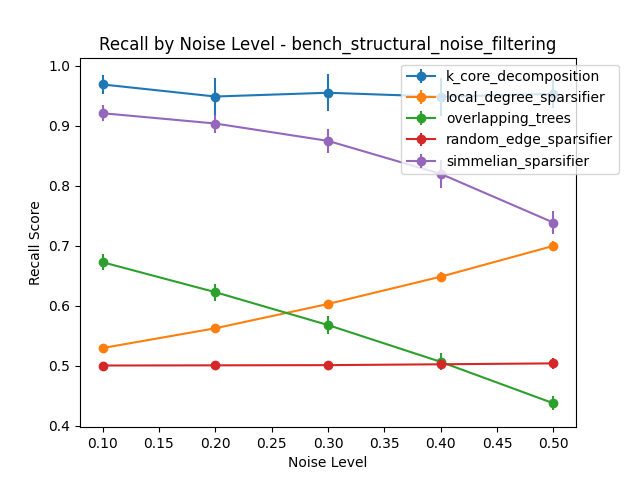 Recall by Noise Level - bench_structural_noise_filtering
k_core_decomposition
local_degree_sparsifier
overlapping_trees
random_edge_sparsifier
simmelian_sparsifier
Recall Score
1.0
0.9
0.8
0.7
0.6
0.5
0.4
0.10 0.15 0.20 0.25 0.30 0.35 0.40 0.45 0.50
Noise Level